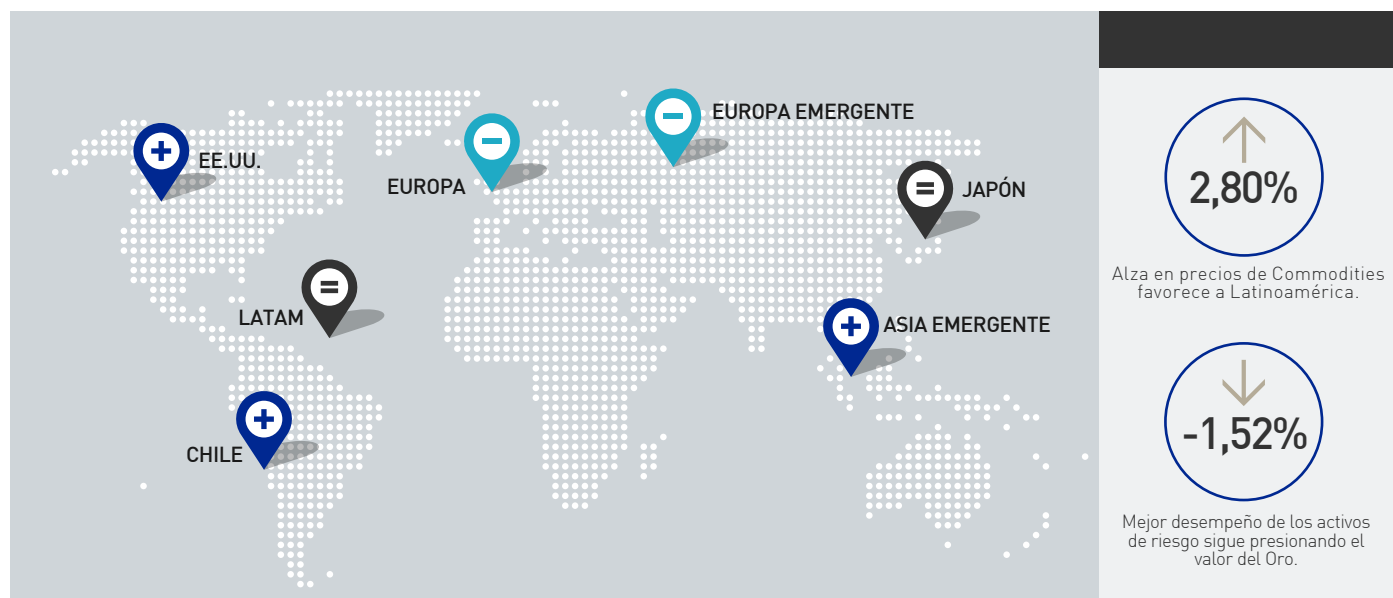 EUROPA EMERGENTE
EE.UU.
EUROPA
JAPÓN
LATAM
ASIA EMERGENTE
CHILE
2,80%
Alza en precios de Commodities
favorece a Latinoamérica.
-1,52%
Mejor desempeño de los activos
de riesgo sigue presionando el
valor del Oro.